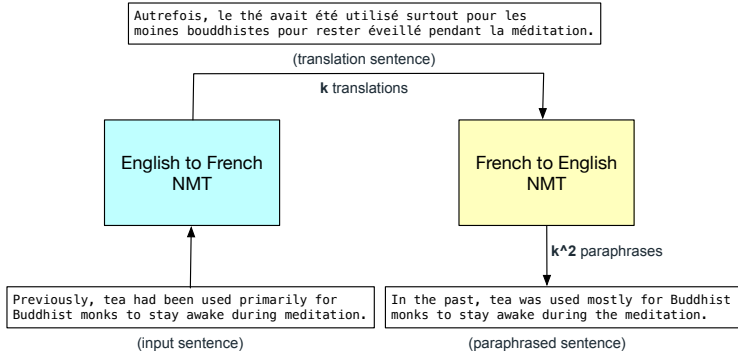 Autrefois, le thé avait été utilisé surtout pour les
moines bouddhistes pour rester éveillé pendant la méditation.
(translation sentence)
k translations
English to French
NMT
French to English
NMT
k^2 paraphrases
Previously, tea had been used primarily for
Buddhist monks to stay awake during meditation.
(input sentence)
In the past, tea was used mostly for Buddhist
monks to stay awake during the meditation.
(paraphrased sentence)